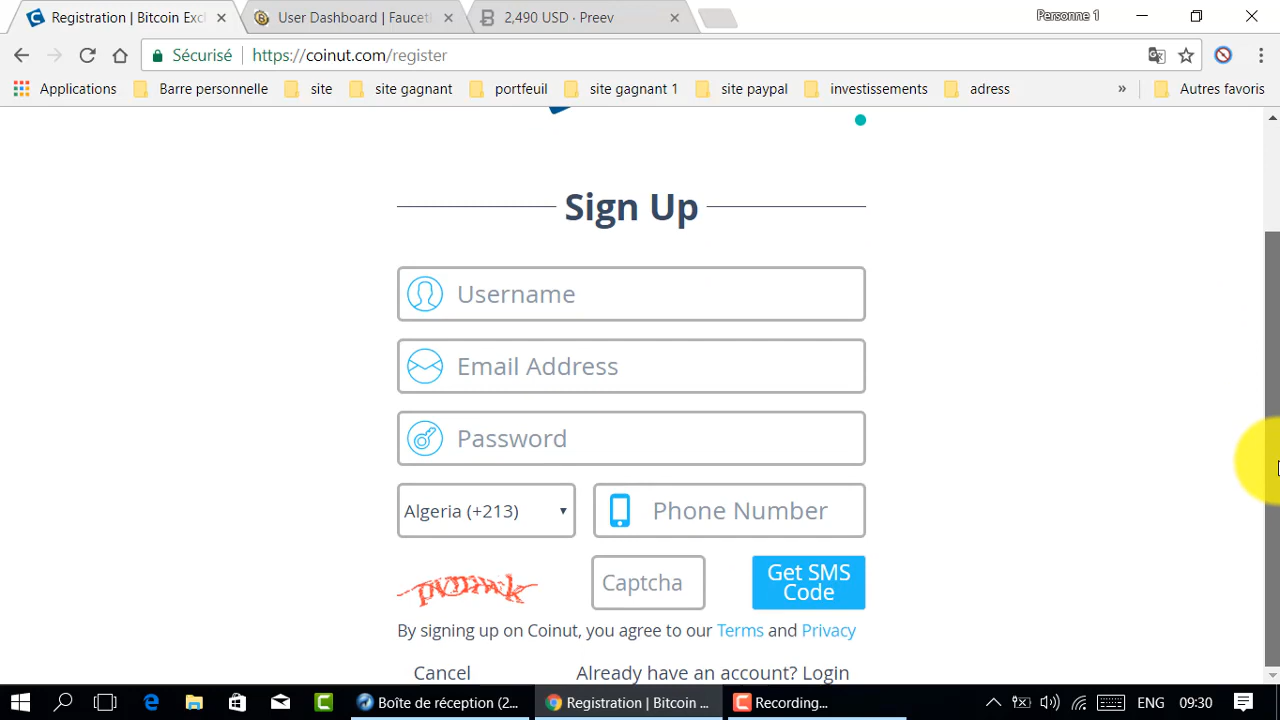 Registration | Bitcoin Exc
User Dashboard | Faucetl
2,490 USD · Preev
Personne 1
Sécurisé
https://coinut.com/register
Applications
Barre personnelle
site
site gagnant
portfeuil
site gagnant 1
site paypal
investissements
adress
»
Autres favoris
Sign Up
Username
Email Address
Password
Algeria (+213)
Phone Number
Captcha
Get SMS
Code
By signing up on Coinut, you agree to our Terms and Privacy
Cancel
Already have an account? Login
Boîte de réception (2...
Registration | Bitcoin ...
Recording...
ENG
09:30